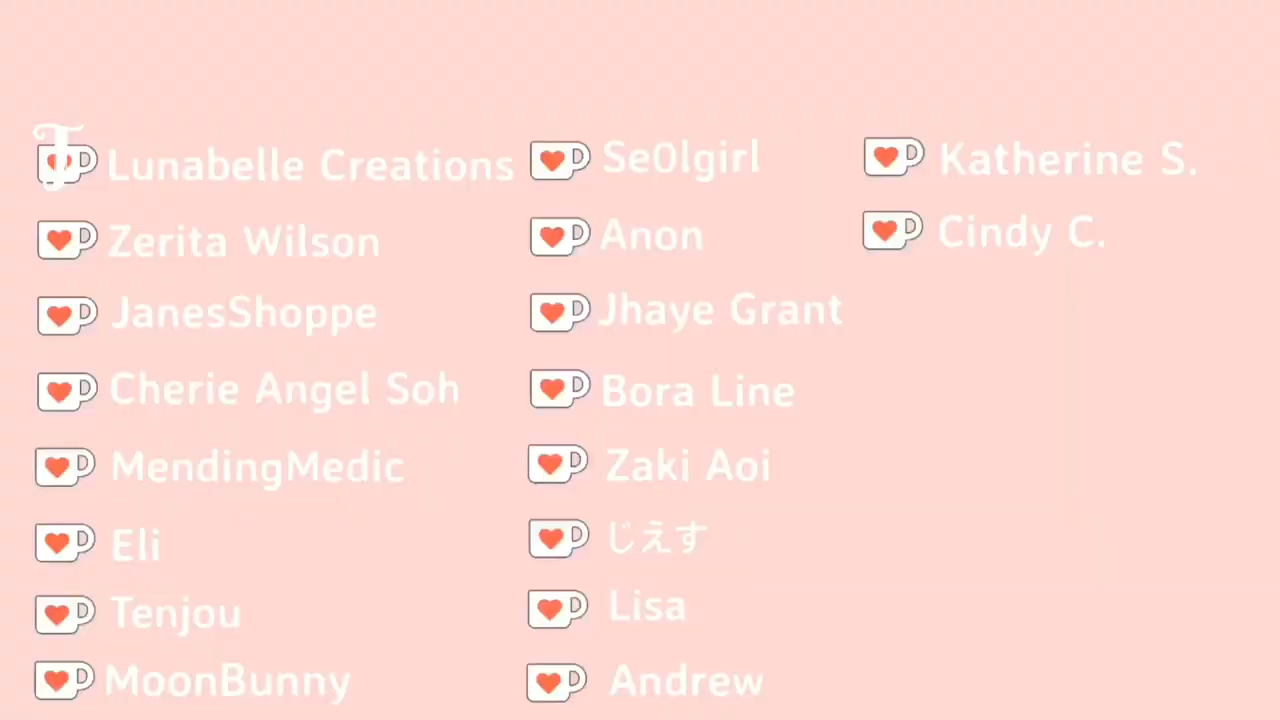 T
Lunabelle Creations
Zerita Wilson
JanesShoppe
Cherie Angel Soh
MendingMedic
Eli
Tenjou
MoonBunny
Se0lgirl
Anon
Jhaye Grant
Bora Line
Zaki Aoi
じえす
Lisa
Andrew
Katherine S.
Cindy C.